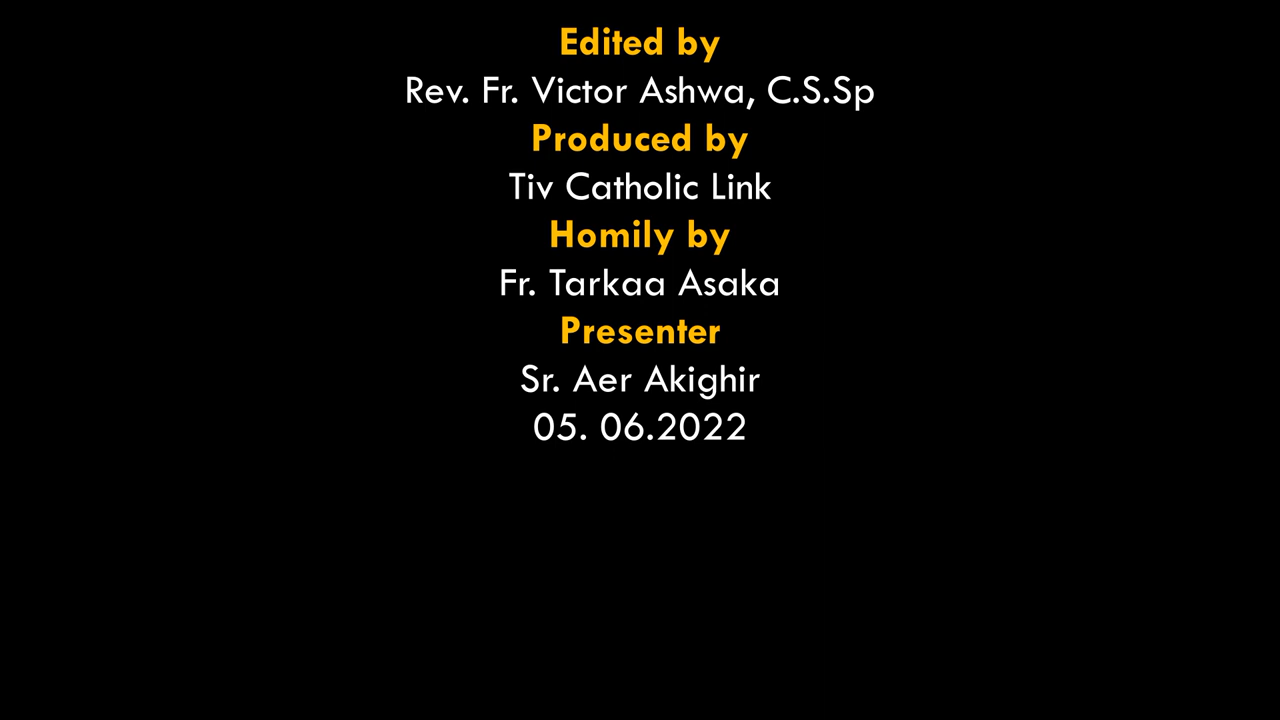 Edited by
Rev. Fr. Victor Ashwa, C.S.Sp
Produced by
Tiv Catholic Link
Homily by
Fr. Tarkaa Asaka
Presenter
Sr. Aer Akighir
05. 06.2022